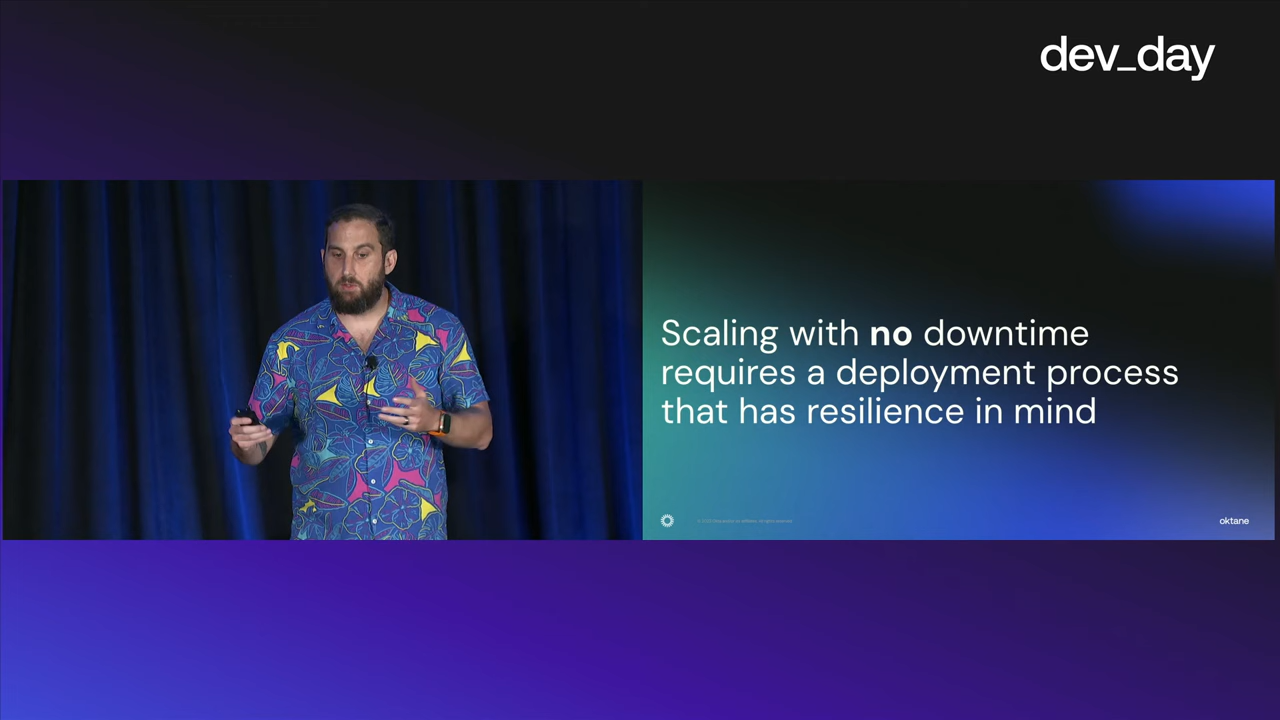 dev_day
Scaling with no downtime
requires a deployment process
that has resilience in mind
oktane